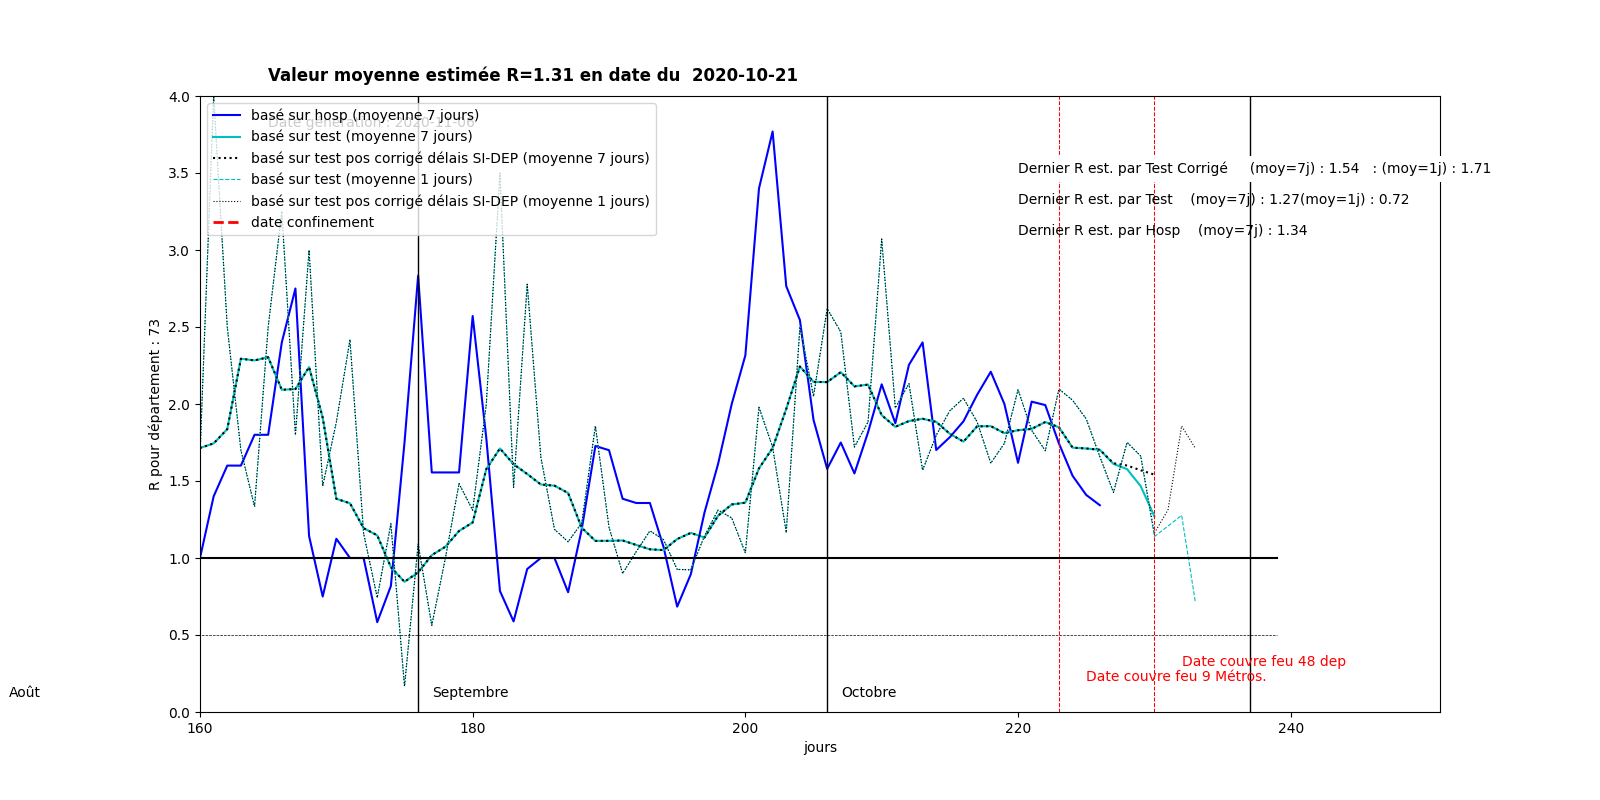 Valeur moyenne estimée R=1.31 en date du 2020-10-21
4.0
3.5
3.0
2.5
2.0
1.5
1.0
0.5
0.0
R pour département : 73
basé sur hosp (moyenne 7 jours)
Date génération : 2020-11-06
basé sur test (moyenne 7 jours)
basé sur test pos corrigé délais SI-DEP (moyenne 7 jours)
basé sur test (moyenne 1 jours)
basé sur test pos corrigé délais SI-DEP (moyenne 1 jours)
date confinement
Dernier R est. par Test Corrigé (moy=7j) : 1.54 : (moy=1j) : 1.71
Dernier R est. par Test (moy=7j) : 1.27(moy=1j) : 0.72
Dernier R est. par Hosp (moy=7j) : 1.34
Date couvre feu 48 dep
Date couvre feu 9 Métros.
Août
Septembre
Octobre
160
180
200
220
240
jours